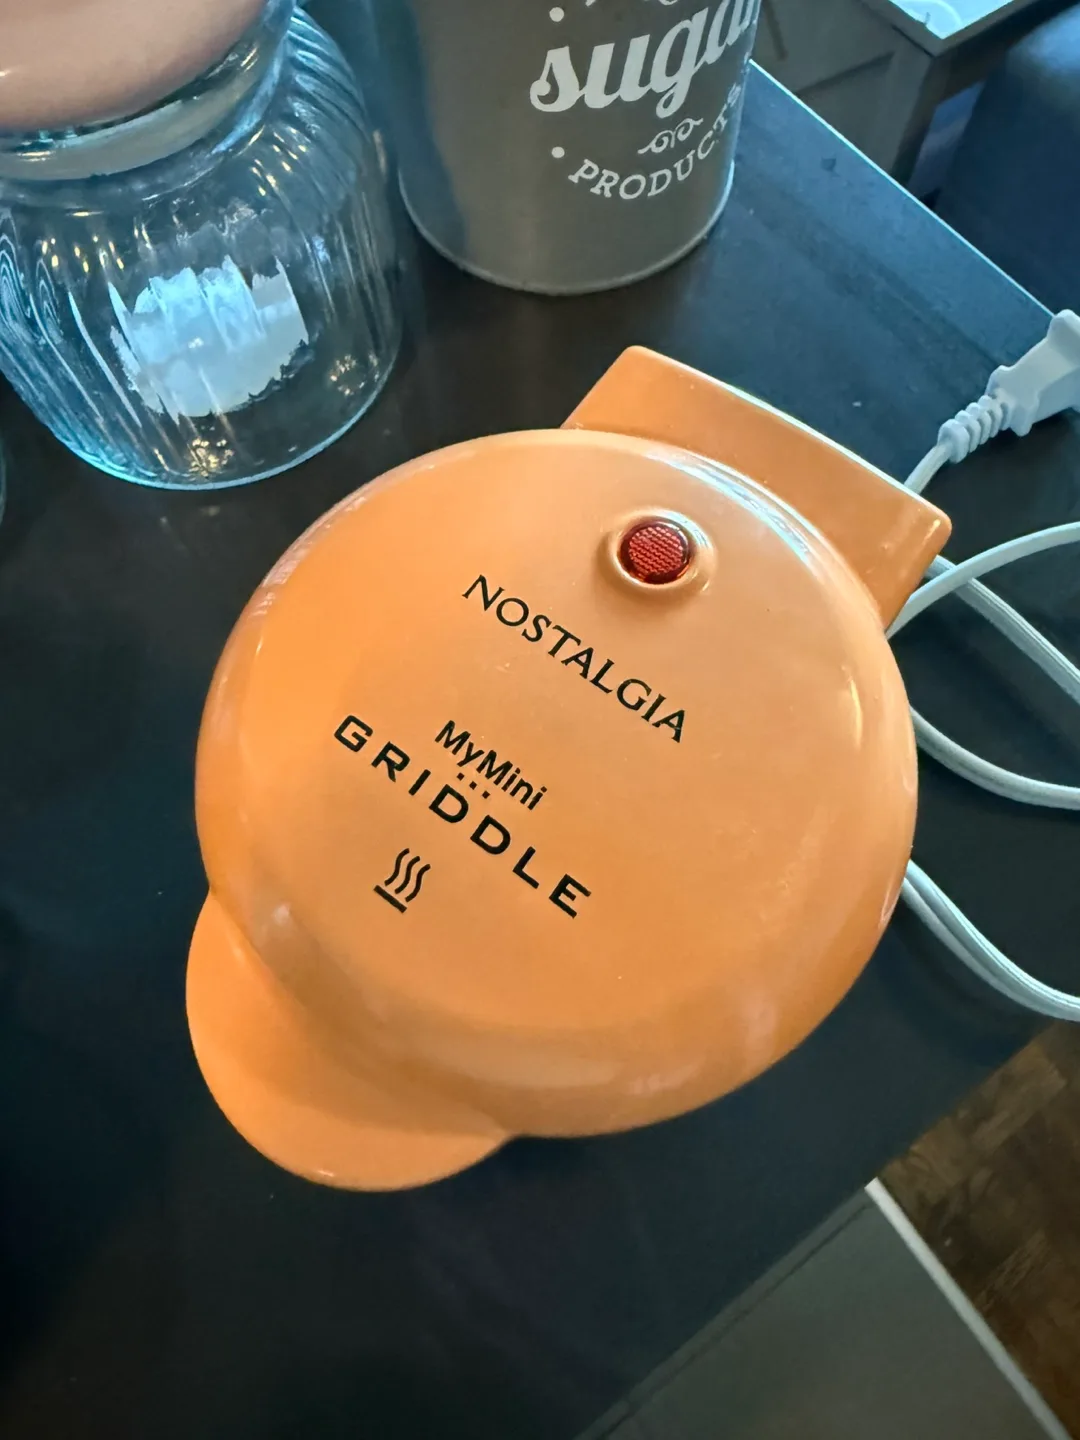 sugar
PRODUCTS
NOSTALGIA
MyMini
GRIDDLE